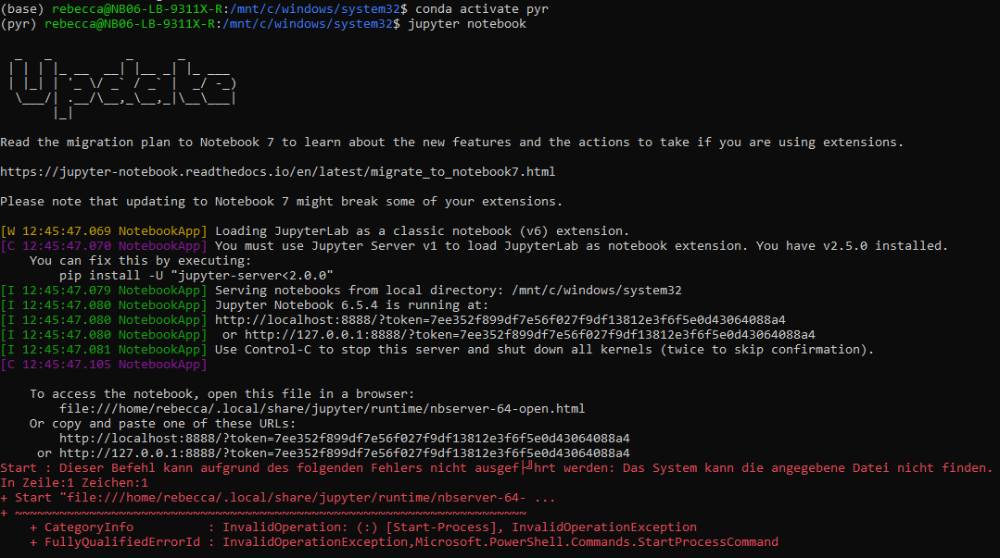 (base) rebecca@NB06-LB-9311X-R:/mnt/c/windows/system32$ conda activate pyr
(pyr) rebecca@NB06-LB-9311X-R:/mnt/c/windows/system32$ jupyter notebook
Update
Read the migration plan to Notebook 7 to learn about the new features and the actions to take if you are using extensions.
https://jupyter-notebook.readthedocs.io/en/latest/migrate_to_notebook7.html
Please note that updating to Notebook 7 might break some of your extensions.
[W 12:45:47.069 NotebookApp] Loading JupyterLab as a classic notebook (v6) extension.
[C 12:45:47.070 NotebookApp] You must use Jupyter Server v1 to load JupyterLab as notebook extension. You have v2.5.0 installed.
You can fix this by executing:
pip install -U "jupyter-server<2.0.0"
[I 12:45:47.079 NotebookApp] Serving notebooks from local directory: /mnt/c/windows/system32
[I 12:45:47.080 NotebookApp] Jupyter Notebook 6.5.4 is running at:
[I 12:45:47.080 NotebookApp] http://localhost:8888/?token=7ee352f899df7e56f027f9df13812e3f6f5e0d43064088a4
[I 12:45:47.080 NotebookApp]  or http://127.0.0.1:8888/?token=7ee352f899df7e56f027f9df13812e3f6f5e0d43064088a4
[I 12:45:47.081 NotebookApp] Use Control-C to stop this server and shut down all kernels (twice to skip confirmation).
[C 12:45:47.105 NotebookApp]
To access the notebook, open this file in a browser:
file:///home/rebecca/.local/share/jupyter/runtime/nbserver-64-open.html
Or copy and paste one of these URLs:
http://localhost:8888/?token=7ee352f899df7e56f027f9df13812e3f6f5e0d43064088a4
or http://127.0.0.1:8888/?token=7ee352f899df7e56f027f9df13812e3f6f5e0d43064088a4
Start : Dieser Befehl kann aufgrund des folgenden Fehlers nicht ausgef├╝hrt werden: Das System kann die angegebene Datei nicht finden.
In Zeile:1 Zeichen:1
+ Start "file:///home/rebecca/.local/share/jupyter/runtime/nbserver-64- ...
+ ~~~~~~~~~~~~~~~~~~~~~~~~~~~~~~~~~~~~~~~~~~~~~~~~~~~~~~~~~~~~~~~~~~~~~
+ CategoryInfo          : InvalidOperation: (:) [Start-Process], InvalidOperationException
+ FullyQualifiedErrorId : InvalidOperationException,Microsoft.PowerShell.Commands.StartProcessCommand